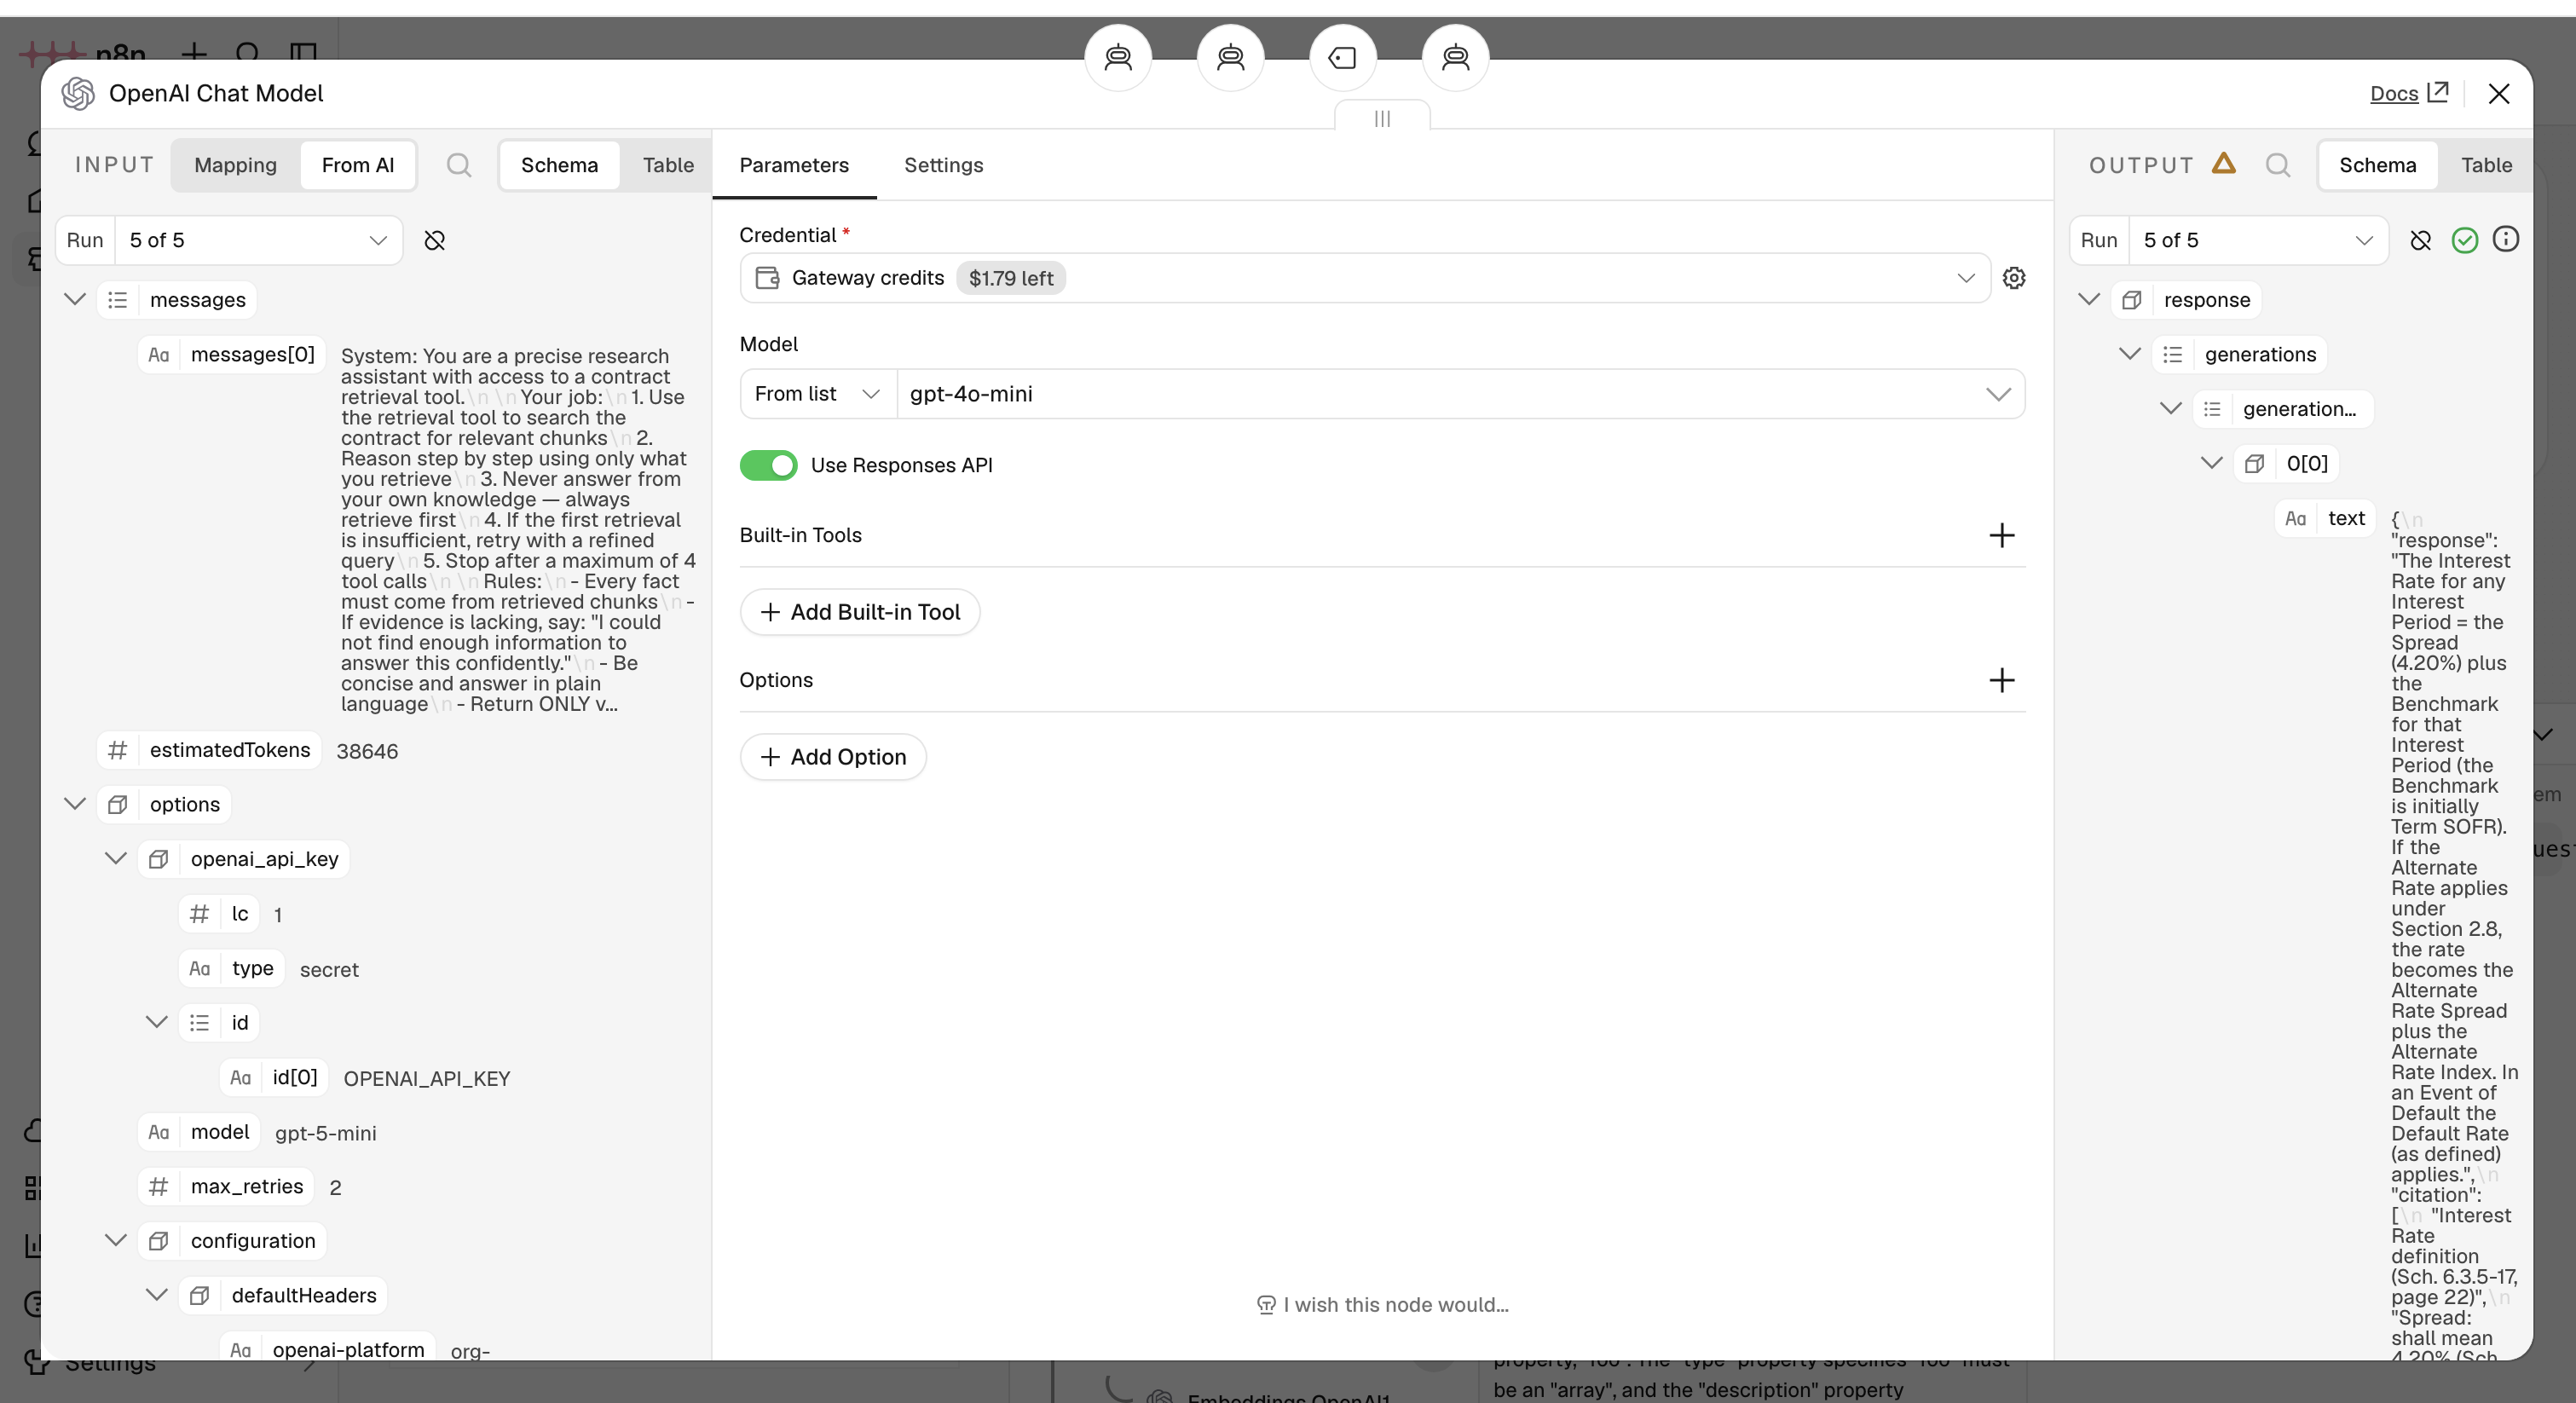 n8n
OpenAI Chat Model
Docs
INPUT
Mapping
From AI
Schema
Table
Run
5 of 5
messages
messages[0]
System: You are a precise research
assistant with access to a contract
retrieval tool.\n \n Your job:\n 1. Use
the retrieval tool to search the
contract for relevant chunks\n 2.
Reason step by step using only what
you retrieve\n 3. Never answer from
your own knowledge — always
retrieve first\n 4. If the first retrieval
is insufficient, retry with a refined
query\n 5. Stop after a maximum of 4
tool calls\n \n Rules:\n - Every fact
must come from retrieved chunks\n -
If evidence is lacking, say: "I could
not find enough information to
answer this confidently."\n - Be
concise and answer in plain
language\n - Return ONLY v...
estimatedTokens
38646
options
openai_api_key
lc
1
type
secret
id
id[0]
OPENAI_API_KEY
model
gpt-5-mini
max_retries
2
configuration
defaultHeaders
openai-platform
org-
Parameters
Settings
Credential *
Gateway credits
$1.79 left
Model
From list
gpt-4o-mini
Use Responses API
Built-in Tools
Add Built-in Tool
Options
Add Option
I wish this node would...
OUTPUT
Schema
Table
Run
5 of 5
response
generations
generation...
0[0]
text
{\n
"response":
"The Interest
Rate for any
Interest
Period = the
Spread
(4.20%) plus
the
Benchmark
for that
Interest
Period (the
Benchmark
is initially
Term SOFR).
If the
Alternate
Rate applies
under
Section 2.8,
the rate
becomes the
Alternate
Rate Spread
plus the
Alternate
Rate Index. In
an Event of
Default the
Default Rate
(as defined)
applies.",\n
"citation":
[\n "Interest
Rate
definition
(Sch. 6.3.5-17,
page 22)",\n
"Spread:
shall mean
4.20% (Sch.
Settings
property, "foo". The "type" property specifies "foo" must
be an "array", and the "description" property
Embeddings OpenAI1